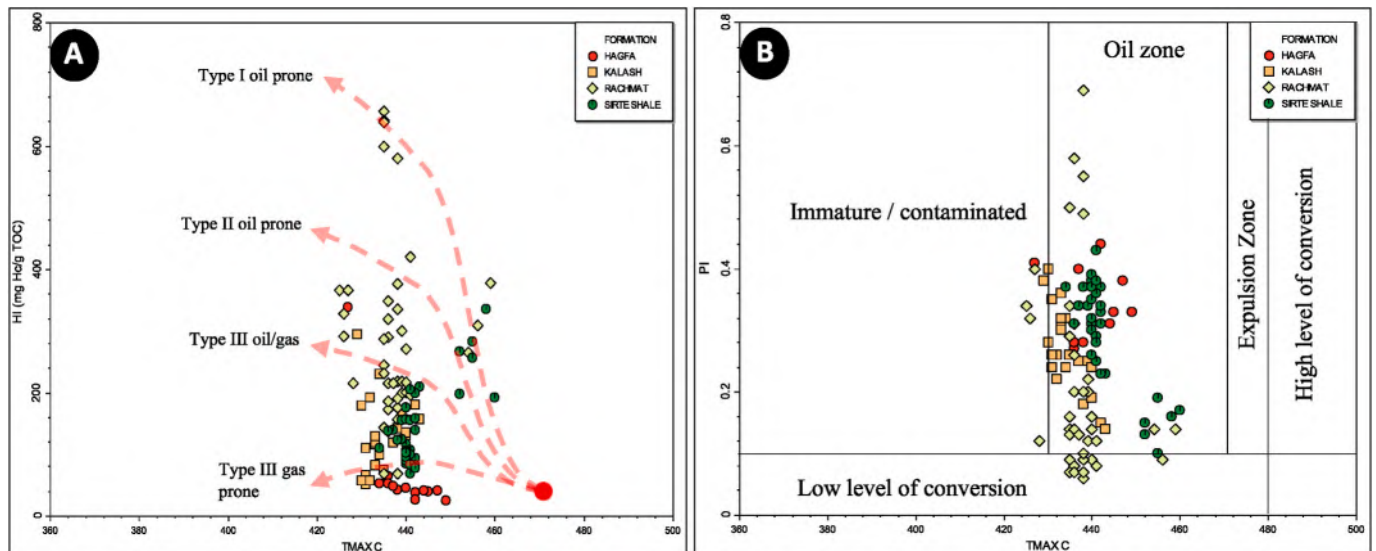 A
800
600
400
200
0
HI (mg Hc/g TOC)
360
400
420
440
460
480
500
TMAX C
Type I oil prone
Type II oil prone
Type III oil/gas
Type III gas
prone
FORMATION
HAGFA
KALASH
RACHMAT
SIRTE SHALE
B
0.8
0.6
0.4
0.2
0
PI
360
380
400
420
440
460
480
500
TMAX C
Oil zone
Immature / contaminated
Expulsion Zone
High level of conversion
Low level of conversion
FORMATION
HAGFA
KALASH
RACHMAT
SIRTE SHALE